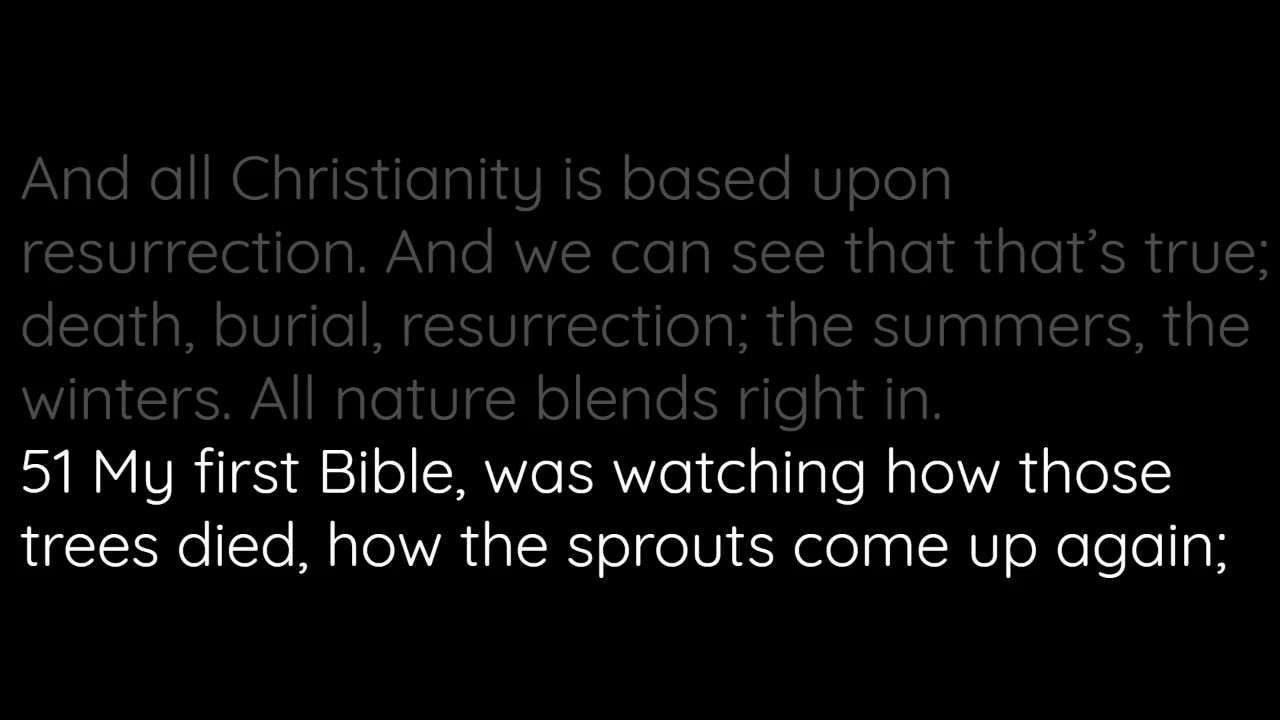 And all Christianity is based upon
resurrection. And we can see that that’s true;
death, burial, resurrection; the summers, the
winters. All nature blends right in.
51 My first Bible, was watching how those
trees died, how the sprouts come up again;